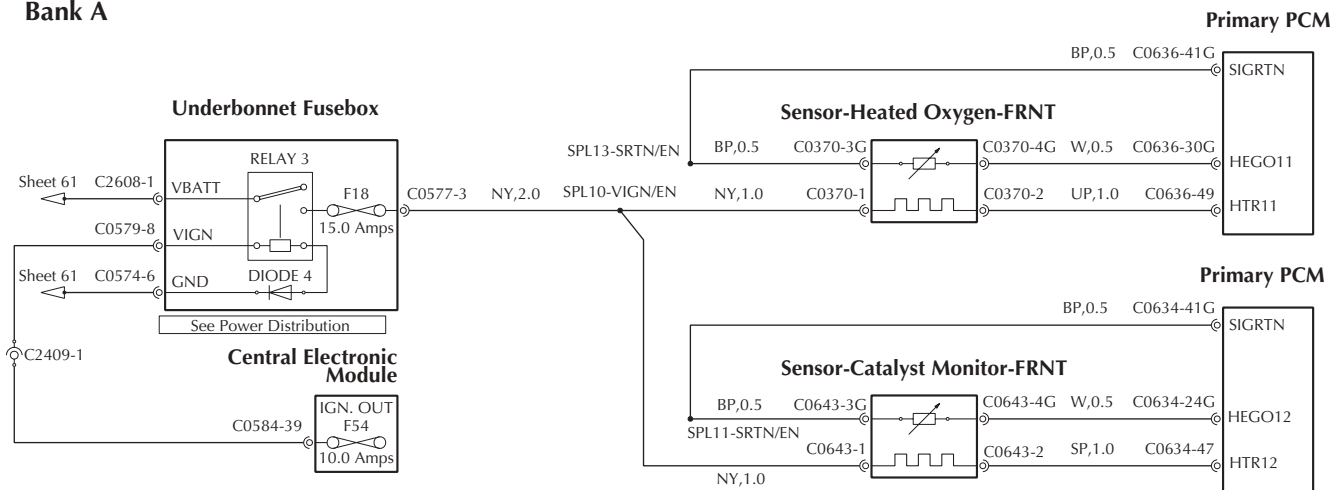 Bank A
Primary PCM
BP,0.5 C0636-41G
SIGRTN
Underbonnet Fusebox
Sensor-Heated Oxygen-FRNT
RELAY 3
SPL13-SRTN/EN BP,0.5 C0370-3G C0370-4G W,0.5 C0636-30G HEGO11
Sheet 61 C2608-1 VBATT
F18
C0577-3 NY,2.0 SPL10-VIGN/EN NY,1.0 C0370-1 C0370-2 UP,1.0 C0636-49 HTR11
15.0 Amps
C0579-8 VIGN
Sheet 61 C0574-6 GND DIODE 4
Primary PCM
BP,0.5 C0634-41G
SIGRTN
See Power Distribution
C2409-1
Central Electronic
Module
Sensor-Catalyst Monitor-FRNT
IGN. OUT
F54
10.0 Amps
C0584-39
BP,0.5 C0643-3G C0643-4G W,0.5 C0634-24G HEGO12
SPL11-SRTN/EN
C0643-1 C0643-2 SP,1.0 C0634-47 HTR12
NY,1.0